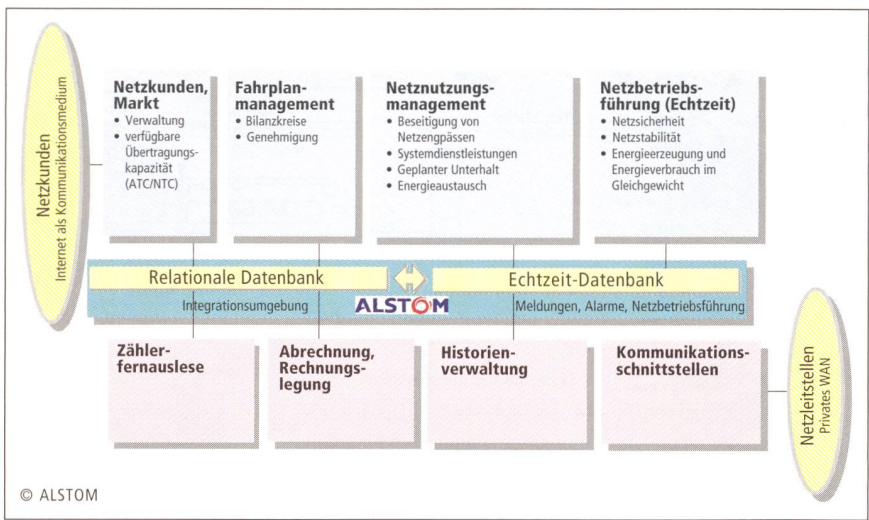 Netzkunden
Internet als Kommunikationsmedium
Netzkunden,
Markt
• Verwaltung
• verfügbare
Übertragungs-
kapazität
(ATC/NTC)
Fahrplan-
management
• Bilanzkreise
• Genehmigung
Netznutzungs-
management
• Beseitigung von
Netzengpässen
• Systemdienstleistungen
• Geplanter Unterhalt
• Energieaustausch
Netzbetriebs-
führung (Echtzeit)
• Netzsicherheit
• Netzstabilität
• Energieerzeugung und
Energieverbrauch im
Gleichgewicht
Relationale Datenbank
Echtzeit-Datenbank
Integrationsumgebung
ALSTOM
Meldungen, Alarme, Netzbetriebsführung
Zähler-
fernauslese
Abrechnung,
Rechnungs-
legung
Historien-
verwaltung
Kommunikations-
schnittstellen
Netzleitstellen
Privates WAN
© ALSTOM